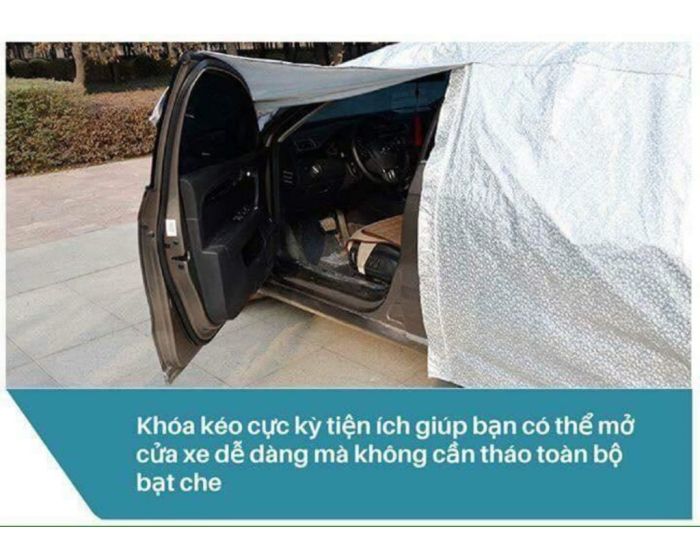 Khóa kéo cực kỳ tiện ích giúp bạn có thể mở
cửa xe dễ dàng mà không cần tháo toàn bộ
bạt che